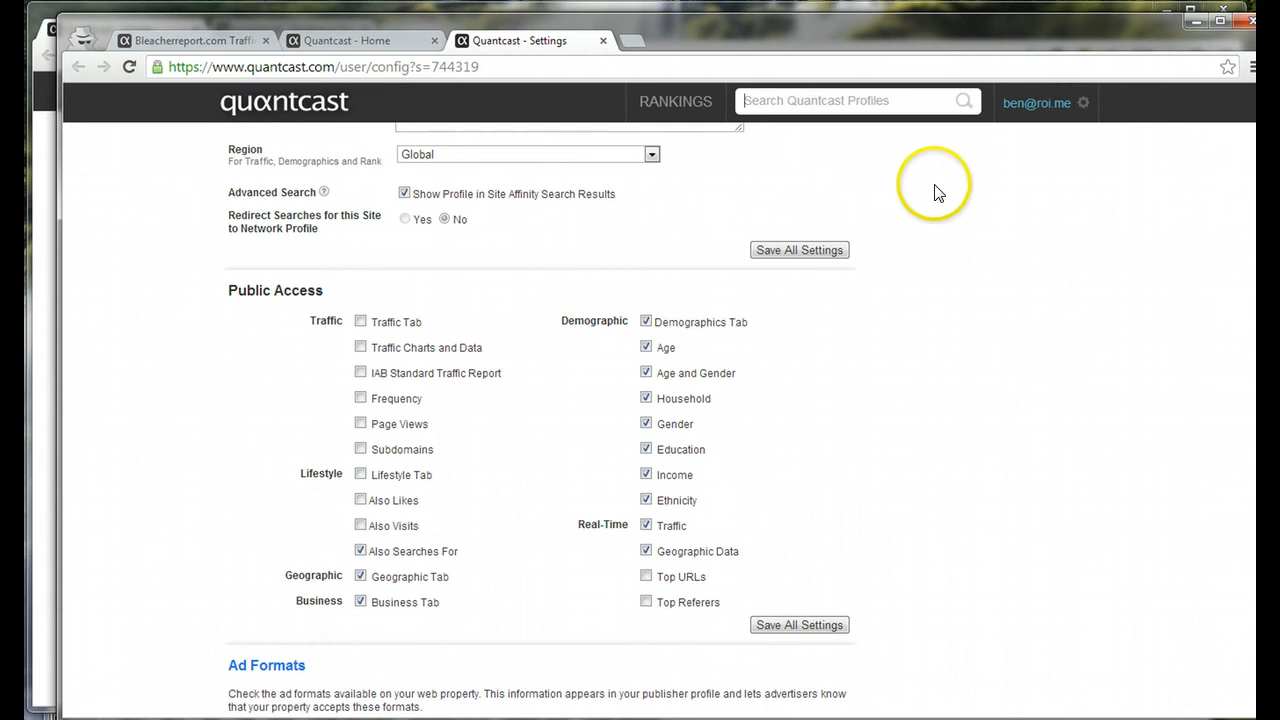 Bleacherreport.com Traffi
Quantcast - Home
Quantcast - Settings
https://www.quantcast.com/user/config?s=744319
quantcast
RANKINGS
Search Quantcast Profiles
ben@roi.me
Region
For Traffic, Demographics and Rank
Global
Advanced Search ?
Show Profile in Site Affinity Search Results
Redirect Searches for this Site
to Network Profile
Yes No
Save All Settings
Public Access
Traffic
Traffic Tab
Traffic Charts and Data
IAB Standard Traffic Report
Frequency
Page Views
Subdomains
Lifestyle
Lifestyle Tab
Also Likes
Also Visits
Also Searches For
Geographic
Geographic Tab
Business
Business Tab
Demographic
Demographics Tab
Age
Age and Gender
Household
Gender
Education
Income
Ethnicity
Real-Time
Traffic
Geographic Data
Top URLs
Top Referers
Save All Settings
Ad Formats
Check the ad formats available on your web property. This information appears in your publisher profile and lets advertisers know
that your property accepts these formats.